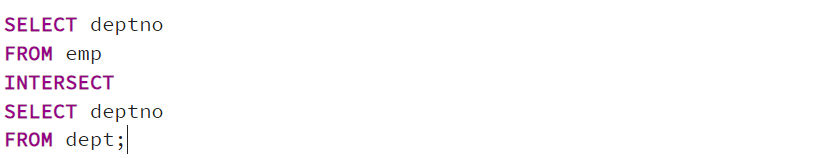 SELECT deptno
FROM emp
INTERSECT
SELECT deptno
FROM dept;